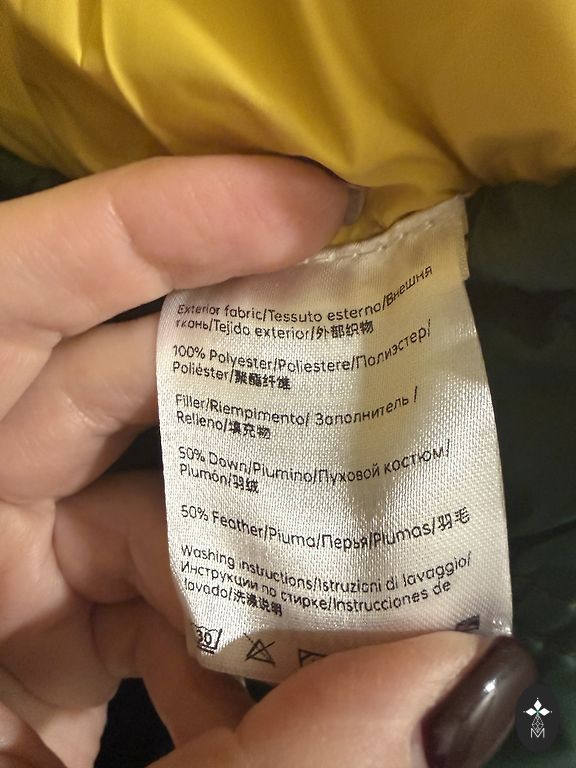 Exterior fabric/Tessuto esterno/Внешня
ткань/Tejido exterior/外部织物
100% Polyester/Poliestere/Полиэстер/
Poliéster/聚酯纤维
Filler/Riempimento/ Заполнитель /
Relleno/填充物
50% Down/Piumino/Пуховой костюм/
Plumón/羽绒
50% Feather/Piuma/Перья/Plumas/羽毛
Washing instructions/Istruzioni di lavaggio/
Инструкции по стирке/Instrucciones de
lavado/洗涤说明
30
M